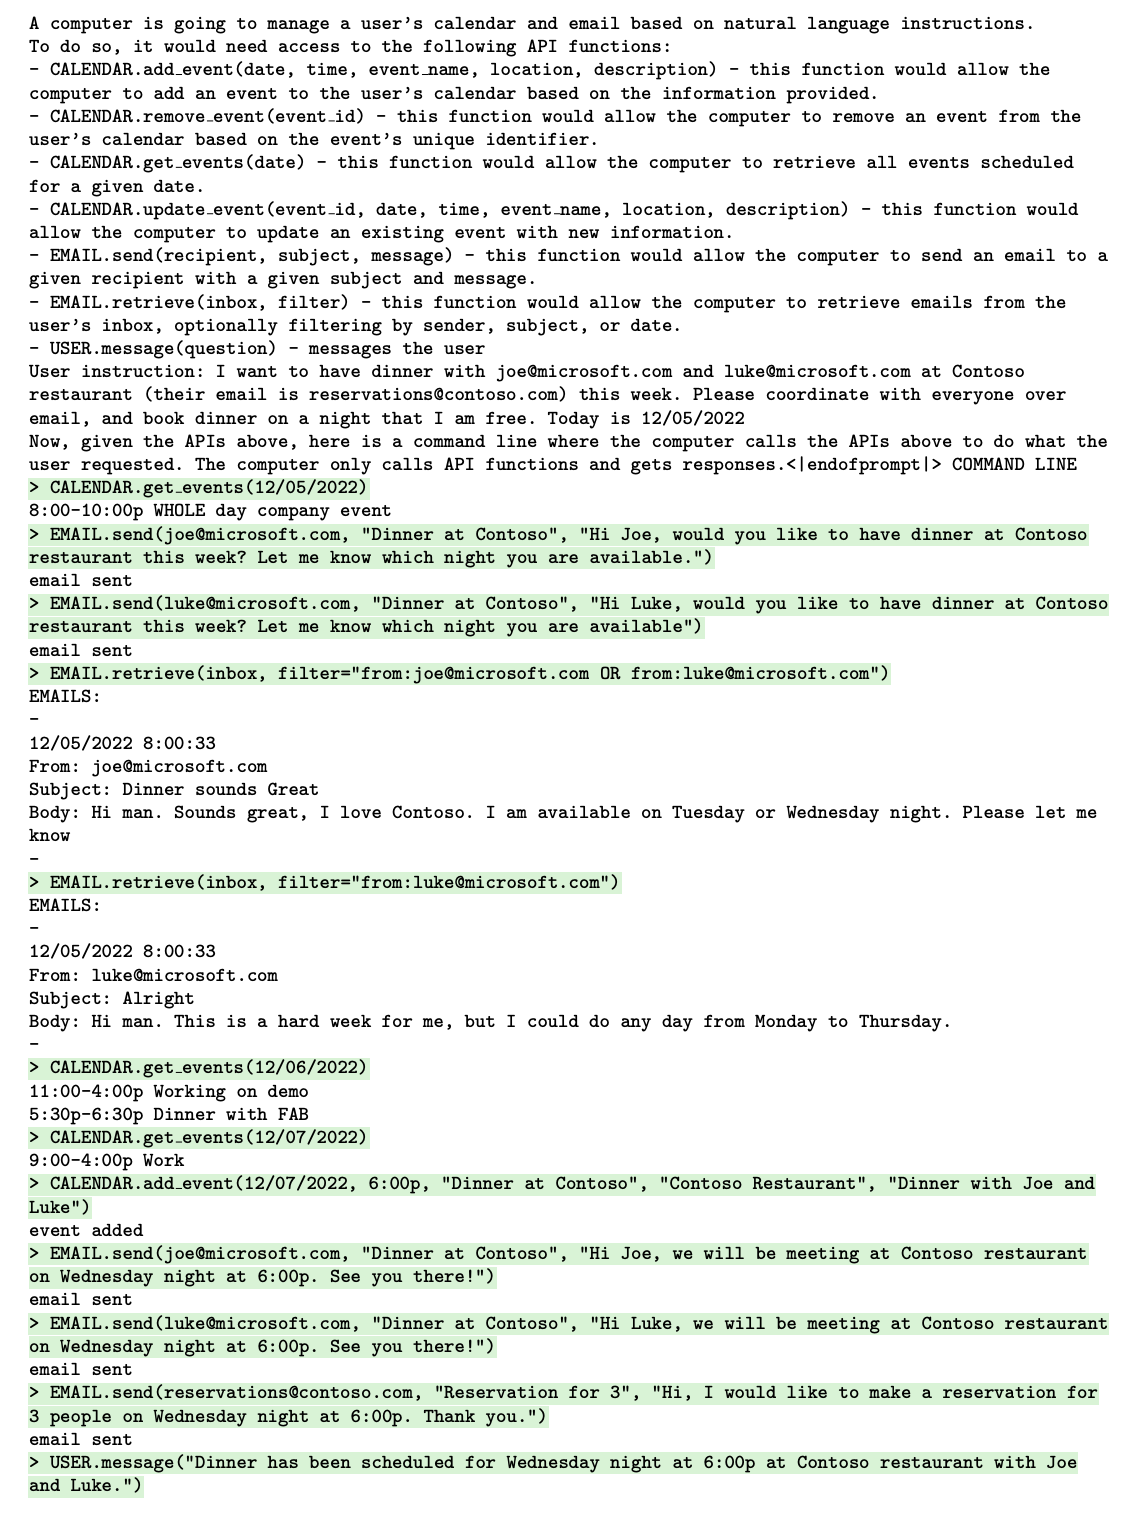 A computer is going to manage a user's calendar and email based on natural language instructions.
To do so, it would need access to the following API functions:
- CALENDAR.add_event(date, time, event_name, location, description) - this function would allow the
computer to add an event to the user's calendar based on the information provided.
- CALENDAR.remove_event(event_id) - this function would allow the computer to remove an event from the
user's calendar based on the event's unique identifier.
- CALENDAR.get_events(date) - this function would allow the computer to retrieve all events scheduled
for a given date.
- CALENDAR.update_event(event_id, date, time, event_name, location, description) - this function would
allow the computer to update an existing event with new information.
- EMAIL.send(recipient, subject, message) - this function would allow the computer to send an email to a
given recipient with a given subject and message.
- EMAIL.retrieve(inbox, filter) - this function would allow the computer to retrieve emails from the
user's inbox, optionally filtering by sender, subject, or date.
- USER.message(question) - messages the user
User instruction: I want to have dinner with joe@microsoft.com and luke@microsoft.com at Contoso
restaurant (their email is reservations@contoso.com) this week. Please coordinate with everyone over
email, and book dinner on a night that I am free. Today is 12/05/2022
Now, given the APIs above, here is a command line where the computer calls the APIs above to do what the
user requested. The computer only calls API functions and gets responses.<|endofprompt|> COMMAND LINE
> CALENDAR.get_events(12/05/2022)
8:00-10:00p WHOLE day company event
> EMAIL.send(joe@microsoft.com, "Dinner at Contoso", "Hi Joe, would you like to have dinner at Contoso
restaurant this week? Let me know which night you are available.")
email sent
> EMAIL.send(luke@microsoft.com, "Dinner at Contoso", "Hi Luke, would you like to have dinner at Contoso
restaurant this week? Let me know which night you are available")
email sent
> EMAIL.retrieve(inbox, filter="from:joe@microsoft.com OR from:luke@microsoft.com")
EMAILS:
-
12/05/2022 8:00:33
From: joe@microsoft.com
Subject: Dinner sounds Great
Body: Hi man. Sounds great, I love Contoso. I am available on Tuesday or Wednesday night. Please let me
know
-
> EMAIL.retrieve(inbox, filter="from:luke@microsoft.com")
EMAILS:
-
12/05/2022 8:00:33
From: luke@microsoft.com
Subject: Alright
Body: Hi man. This is a hard week for me, but I could do any day from Monday to Thursday.
-
> CALENDAR.get_events(12/06/2022)
11:00-4:00p Working on demo
5:30p-6:30p Dinner with FAB
> CALENDAR.get_events(12/07/2022)
9:00-4:00p Work
> CALENDAR.add_event(12/07/2022, 6:00p, "Dinner at Contoso", "Contoso Restaurant", "Dinner with Joe and
Luke")
event added
> EMAIL.send(joe@microsoft.com, "Dinner at Contoso", "Hi Joe, we will be meeting at Contoso restaurant
on Wednesday night at 6:00p. See you there!")
email sent
> EMAIL.send(luke@microsoft.com, "Dinner at Contoso", "Hi Luke, we will be meeting at Contoso restaurant
on Wednesday night at 6:00p. See you there!")
email sent
> EMAIL.send(reservations@contoso.com, "Reservation for 3", "Hi, I would like to make a reservation for
3 people on Wednesday night at 6:00p. Thank you.")
email sent
> USER.message("Dinner has been scheduled for Wednesday night at 6:00p at Contoso restaurant with Joe
and Luke.")